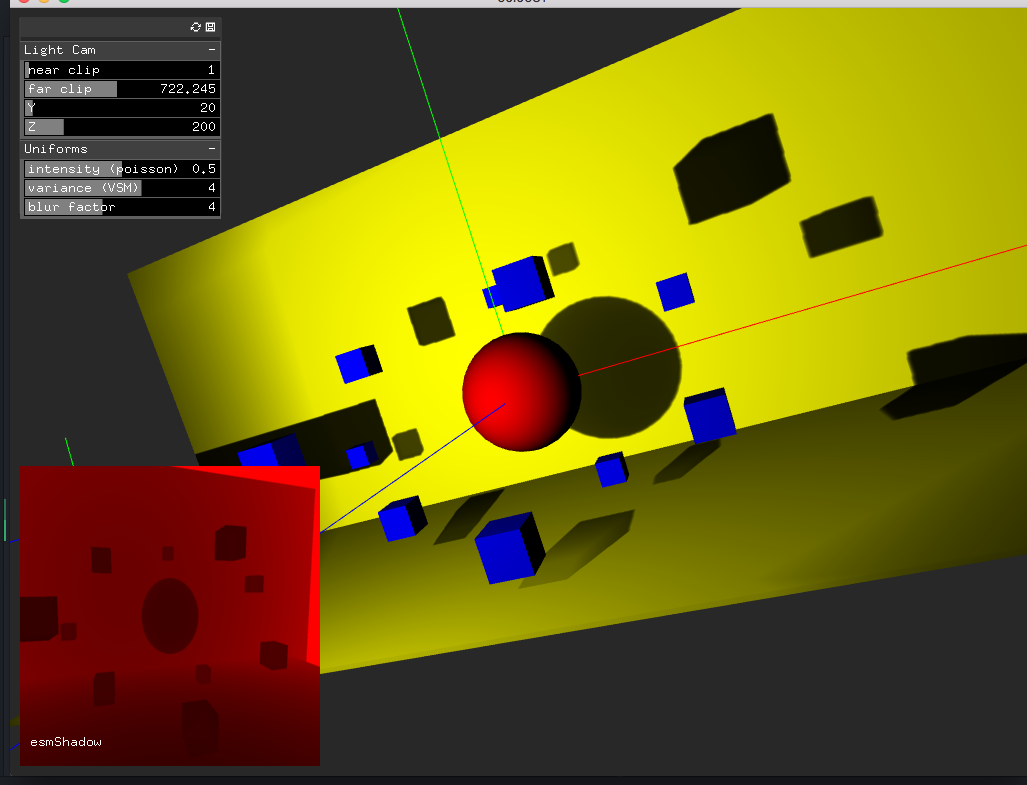 Light Cam −
near clip 1
far clip 722.245
Y 20
Z 200
Uniforms −
intensity (poisson) 0.5
variance (VSM) 4
blur factor 4
esmShadow